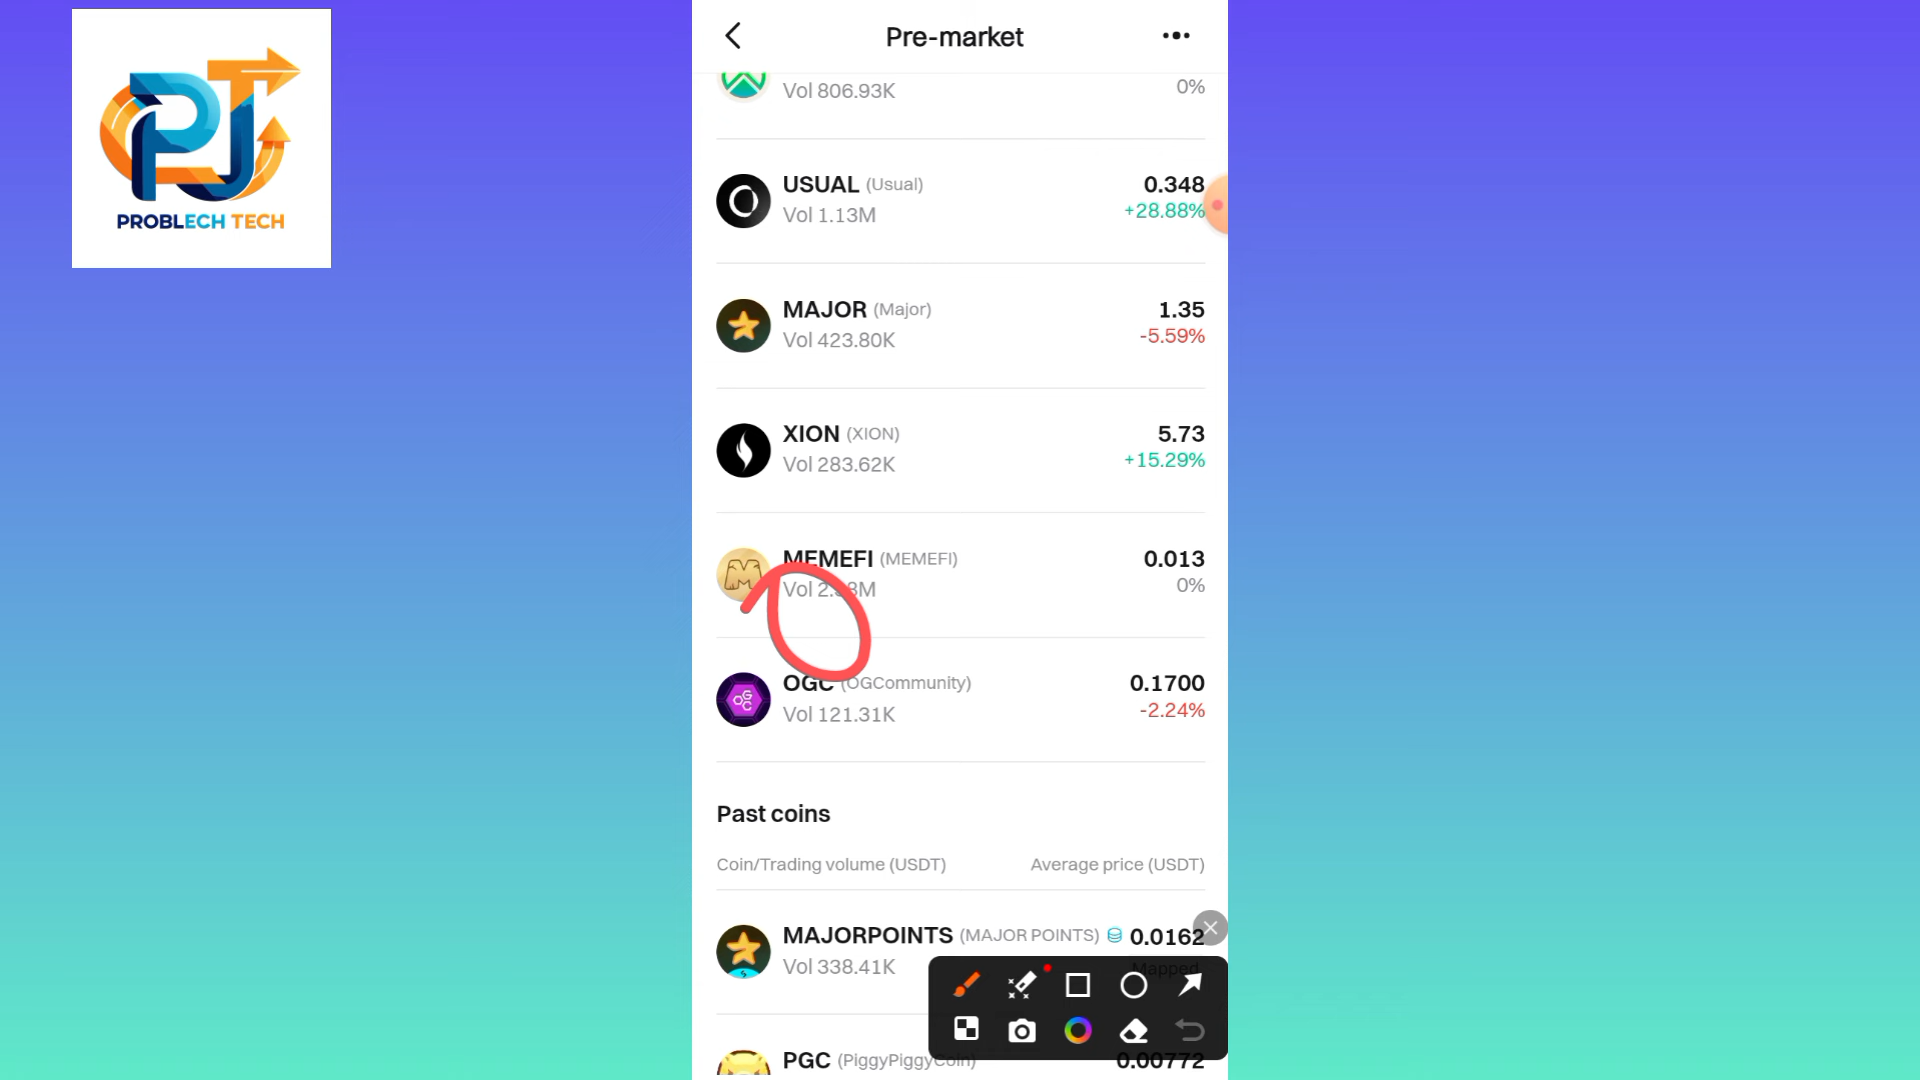 PROBLECH TECH
Pre-market
Vol 806.93K
0%
USUAL (Usual)
0.348
Vol 1.13M
+28.88%
MAJOR (Major)
1.35
Vol 423.80K
-5.59%
XION (XION)
5.73
Vol 283.62K
+15.29%
MEMEFI (MEMEFI)
0.013
Vol
0%
OGC (OGCommunity)
0.1700
Vol 121.31K
-2.24%
Past coins
Coin/Trading volume (USDT)
Average price (USDT)
MAJORPOINTS (MAJOR POINTS)
0.0162
Vol 338.41K
Mapped
PGC (PiggyPiggyCoin)
0.00772